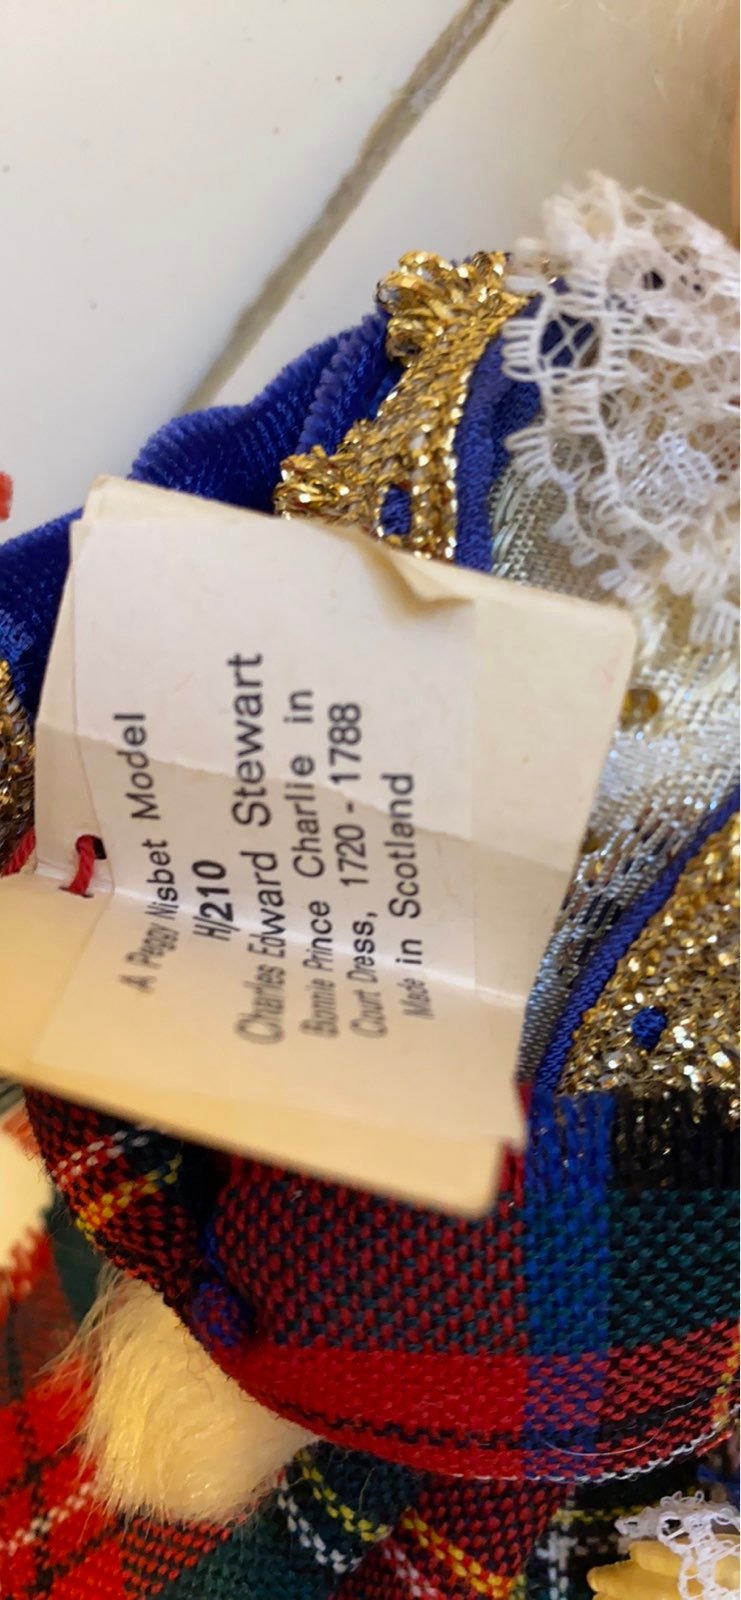 A Peggy Nisbet Model
H/210
Charles Edward Stewart
Bonnie Prince Charlie in
Court Dress, 1720 - 1788
Made in Scotland